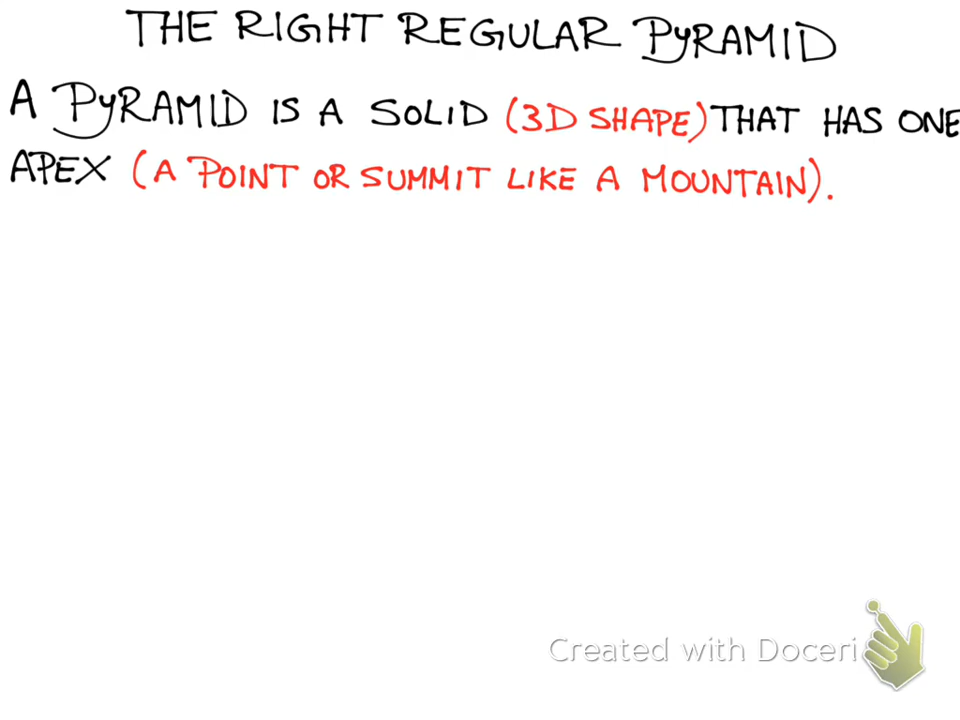 THE RIGHT REGULAR PYRAMID
A PYRAMID IS A SOLID (3D SHAPE) THAT HAS ONE
APEX (A POINT OR SUMMIT LIKE A MOUNTAIN).
Created with Doceri